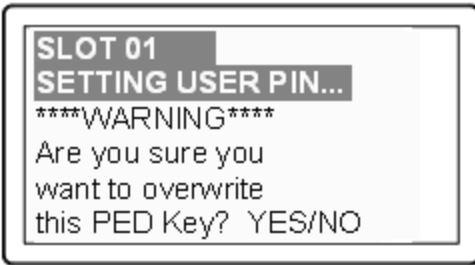 SLOT 01
SETTING USER PIN...
****WARNING****
Are you sure you
want to overwrite
this PED Key?  YES/NO